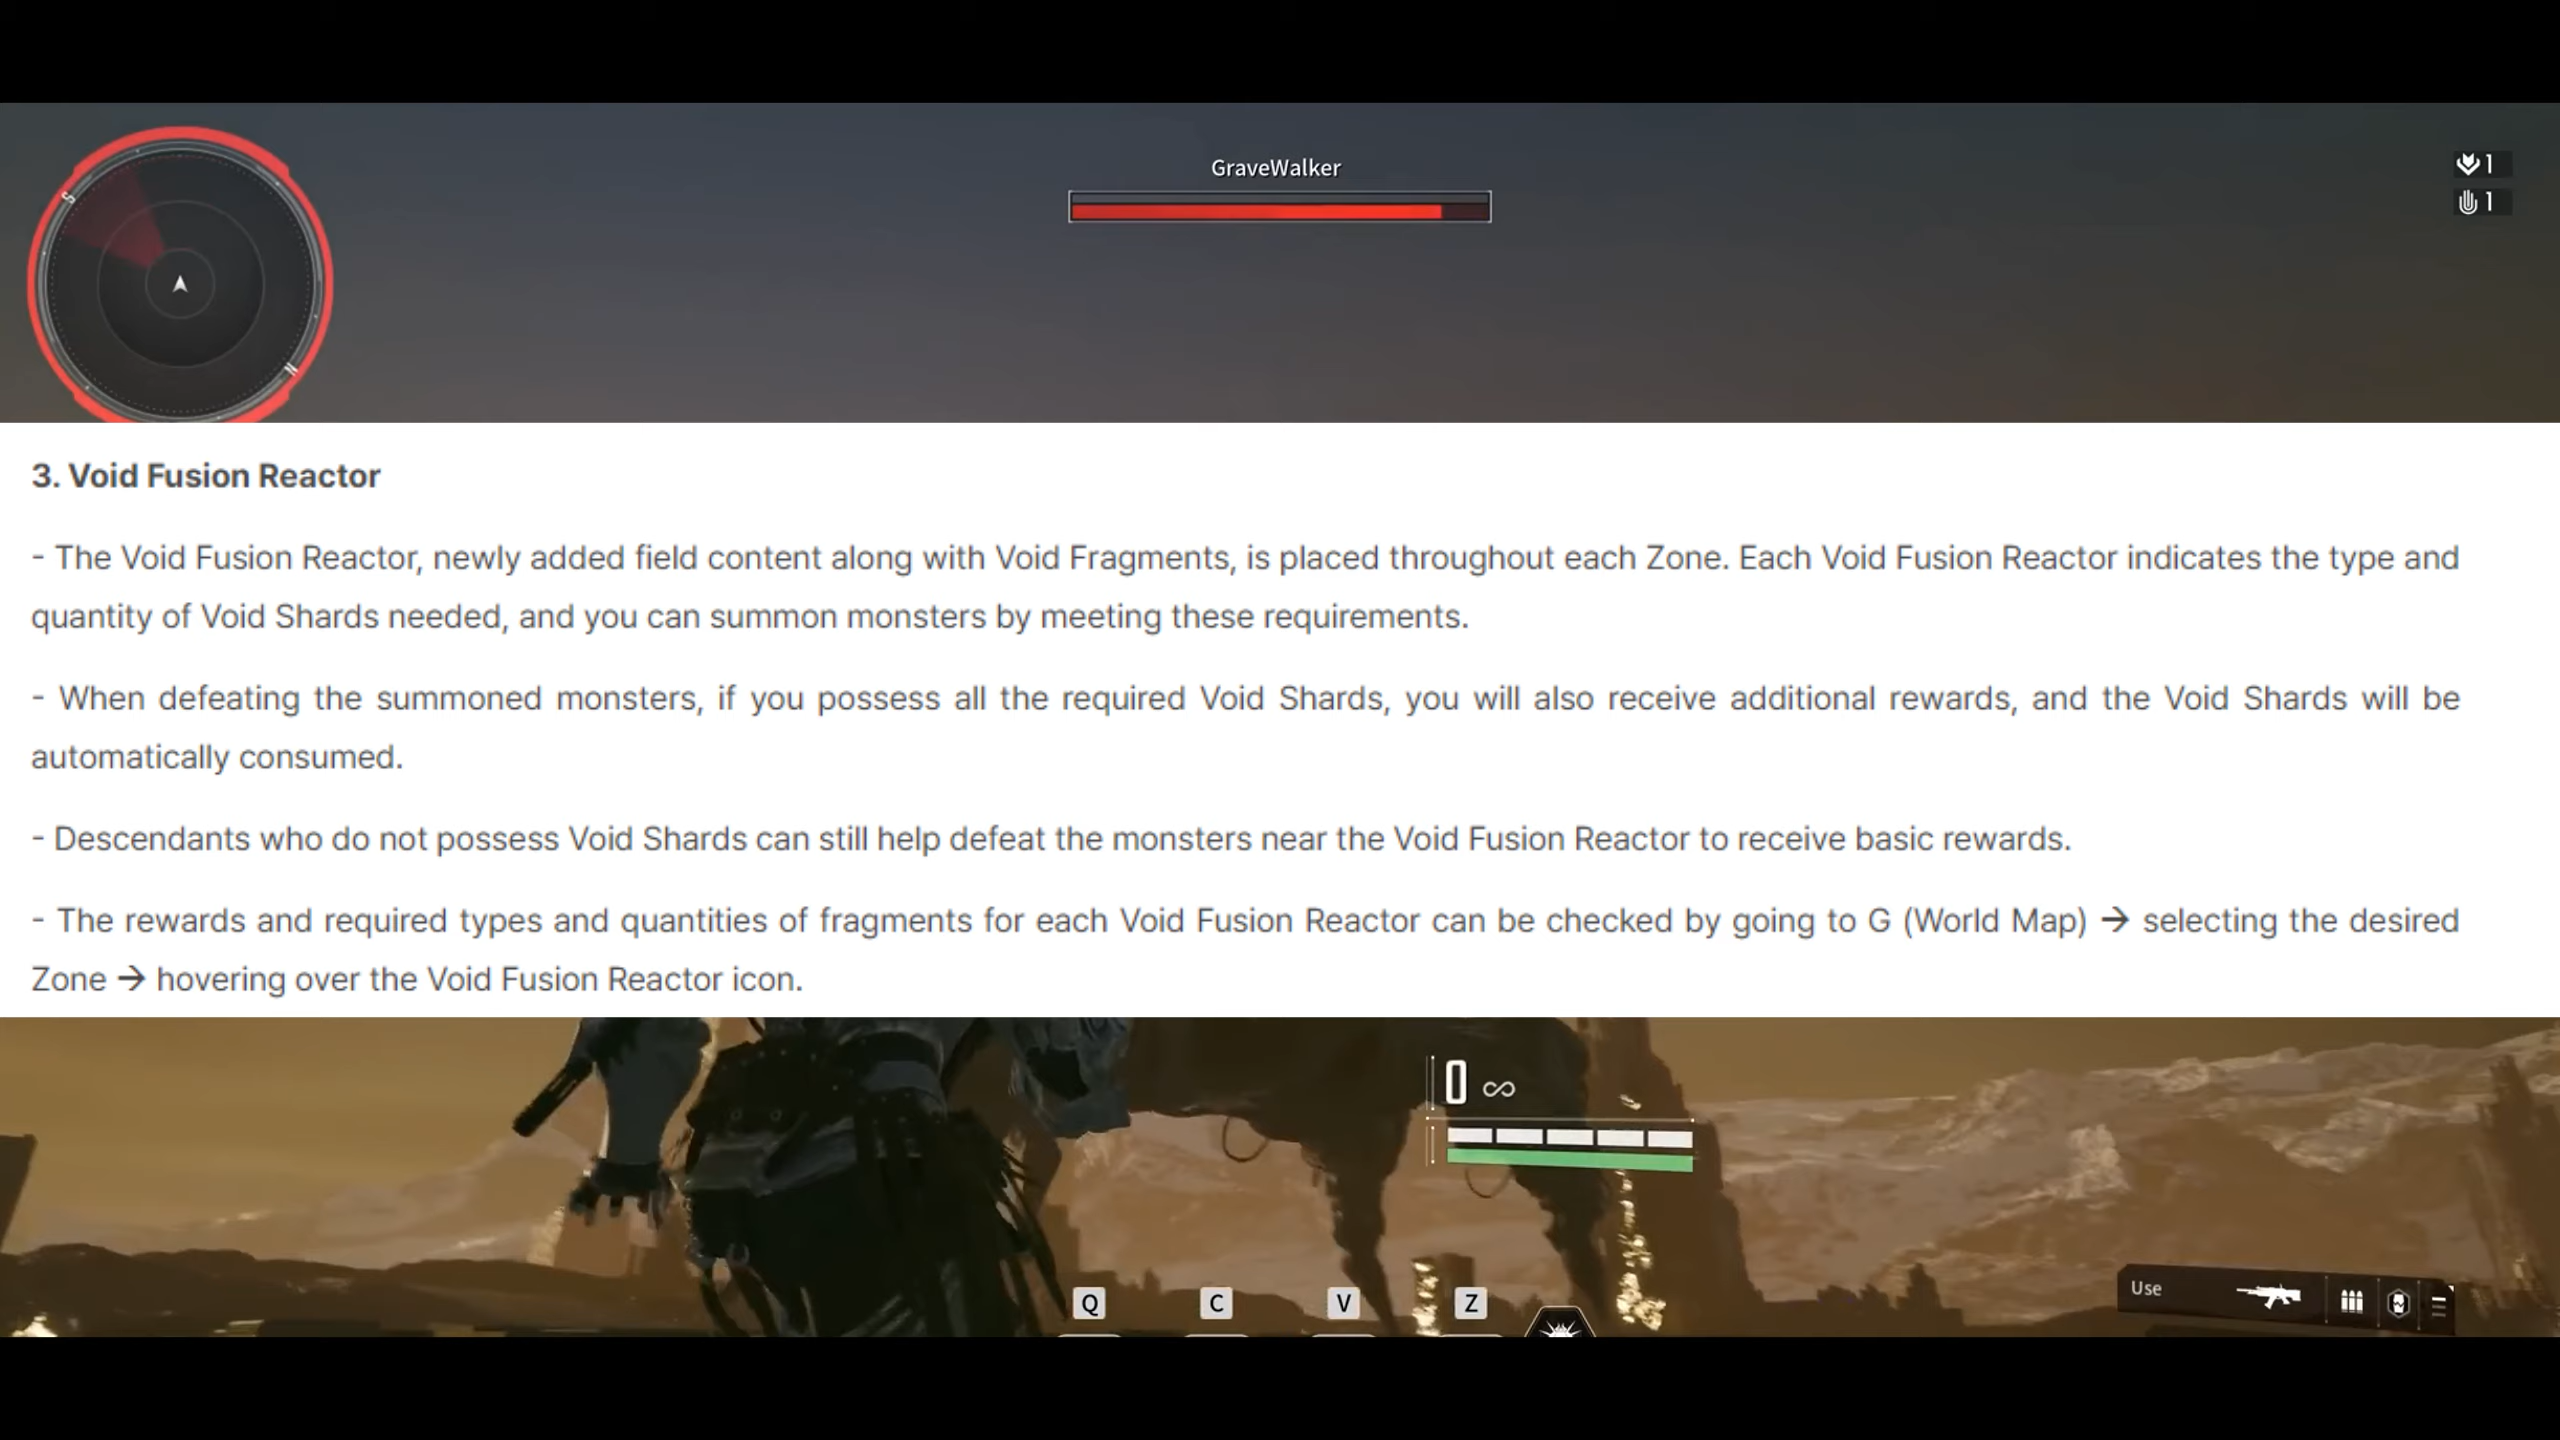 GraveWalker
1
1
S
N
3. Void Fusion Reactor
- The Void Fusion Reactor, newly added field content along with Void Fragments, is placed throughout each Zone. Each Void Fusion Reactor indicates the type and
quantity of Void Shards needed, and you can summon monsters by meeting these requirements.
- When defeating the summoned monsters, if you possess all the required Void Shards, you will also receive additional rewards, and the Void Shards will be
automatically consumed.
- Descendants who do not possess Void Shards can still help defeat the monsters near the Void Fusion Reactor to receive basic rewards.
- The rewards and required types and quantities of fragments for each Void Fusion Reactor can be checked by going to G (World Map) → selecting the desired
Zone → hovering over the Void Fusion Reactor icon.
0 ∞
Q C V Z
Use